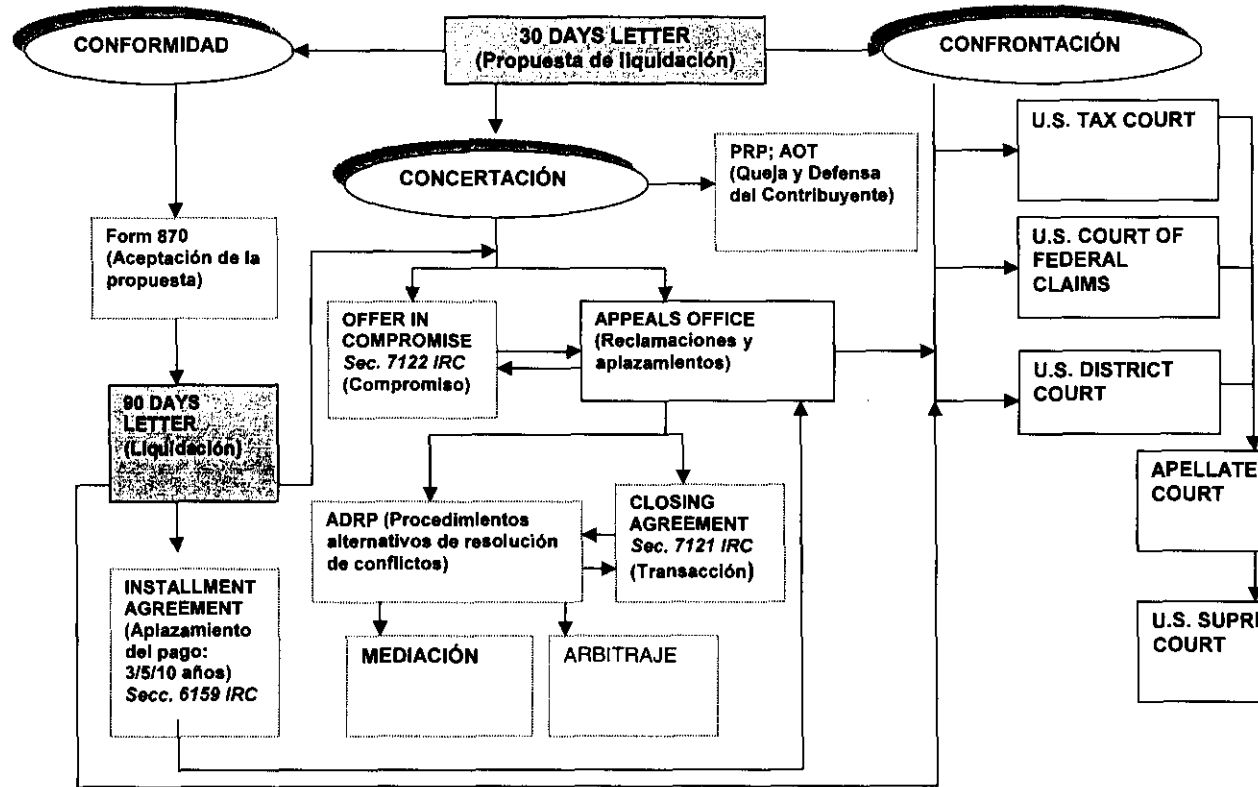 CONFORMIDAD
30 DAYS LETTER
(Propuesta de liquidación)
CONFRONTACIÓN
U.S. TAX COURT
PRP; AOT
(Queja y Defensa
del Contribuyente)
CONCERTACIÓN
Form 870
(Aceptación de la
propuesta)
U.S. COURT OF
FEDERAL
CLAIMS
OFFER IN
COMPROMISE
Sec. 7122 IRC
(Compromiso)
APPEALS OFFICE
(Reclamaciones y
aplazamientos)
U.S. DISTRICT
COURT
90 DAYS
LETTER
(Liquidación)
APELLATE
COURT
ADRP (Procedimientos
alternativos de resolución
de conflictos)
CLOSING
AGREEMENT
Sec. 7121 IRC
(Transacción)
INSTALLMENT
AGREEMENT
(Aplazamiento
del pago:
3/5/10 años)
Secc. 6159 IRC
MEDIACIÓN
ARBITRAJE
U.S. SUPR
COURT